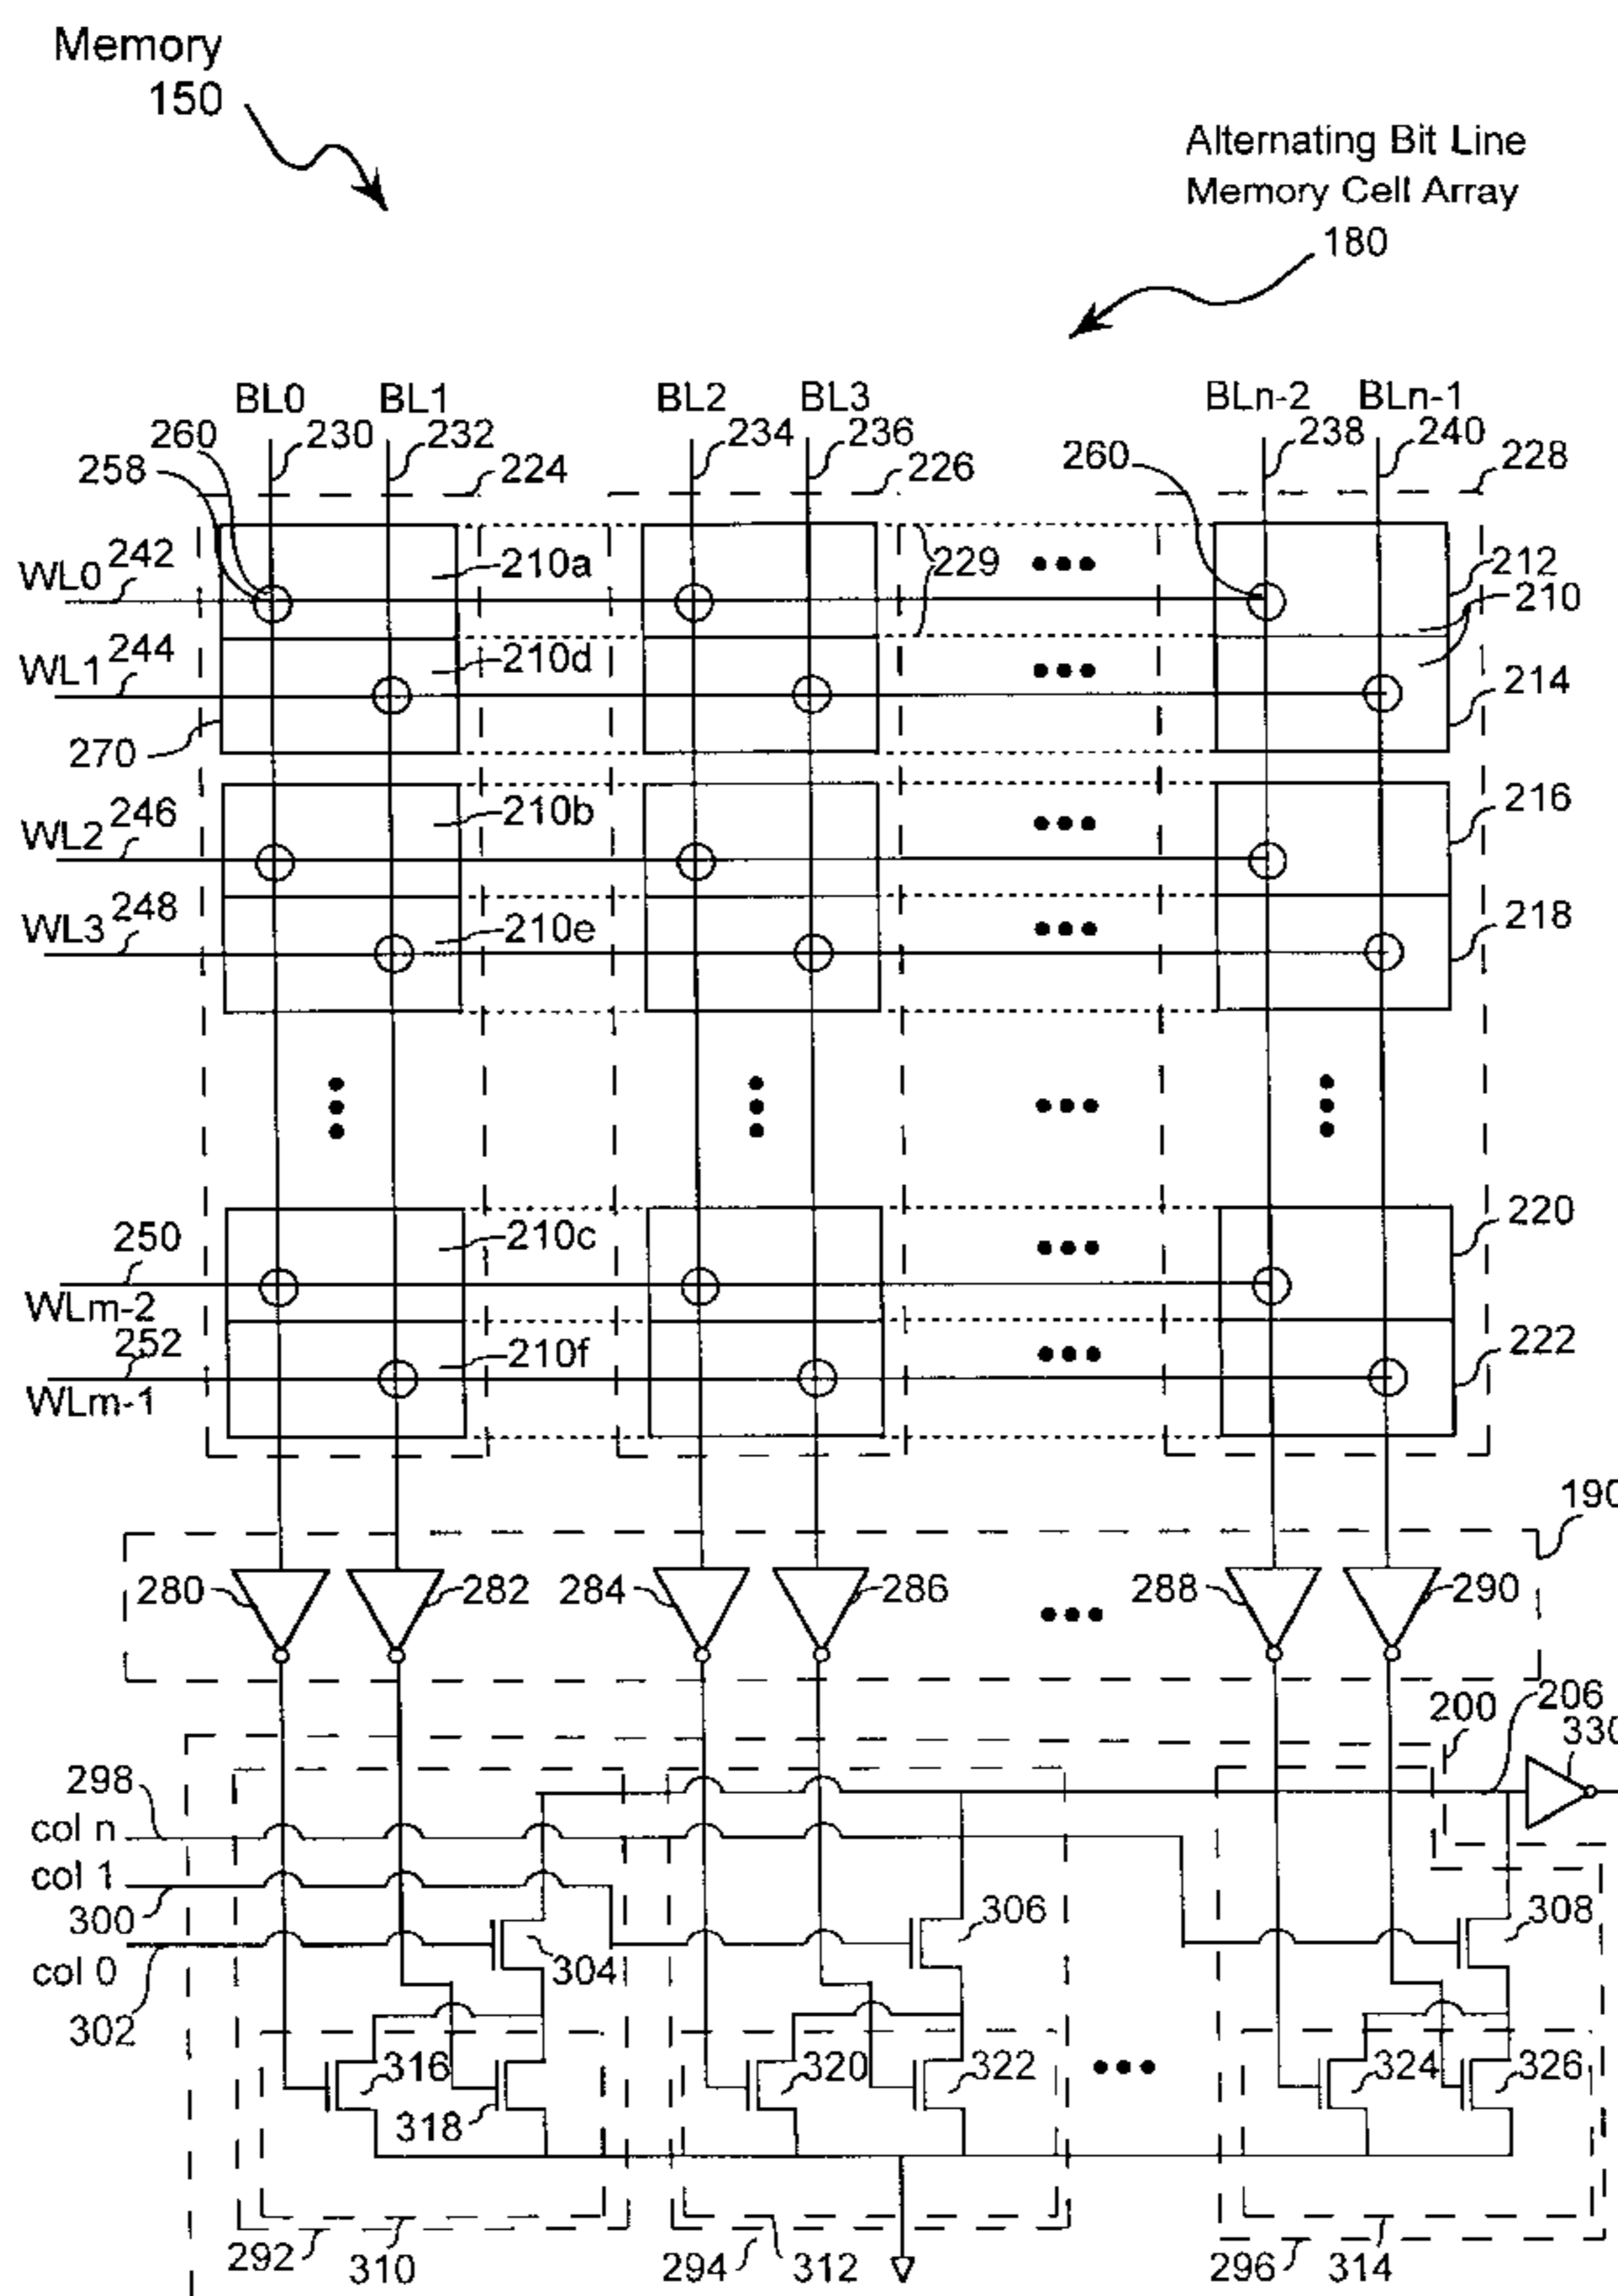 Memory
150
Alternating Bit Line
Memory Cell Array
180
BL0 BL1 BL2 BL3 BLn-2 BLn-1
260 230 232 234 236 260 238 240
258 224 226 228
WL0 242 210a 229 212
210
WL1 244 210d 214
270
WL2 246 210b 216
WL3 248 210e 218
250 210c 220
WLm-2
252 210f 222
WLm-1
190
280 282 284 286 288 290
200 206 330
298
col n
col 1
300 306 308
col 0 304
302
316 320 322 324 326
318
292 310 294 312 296 314